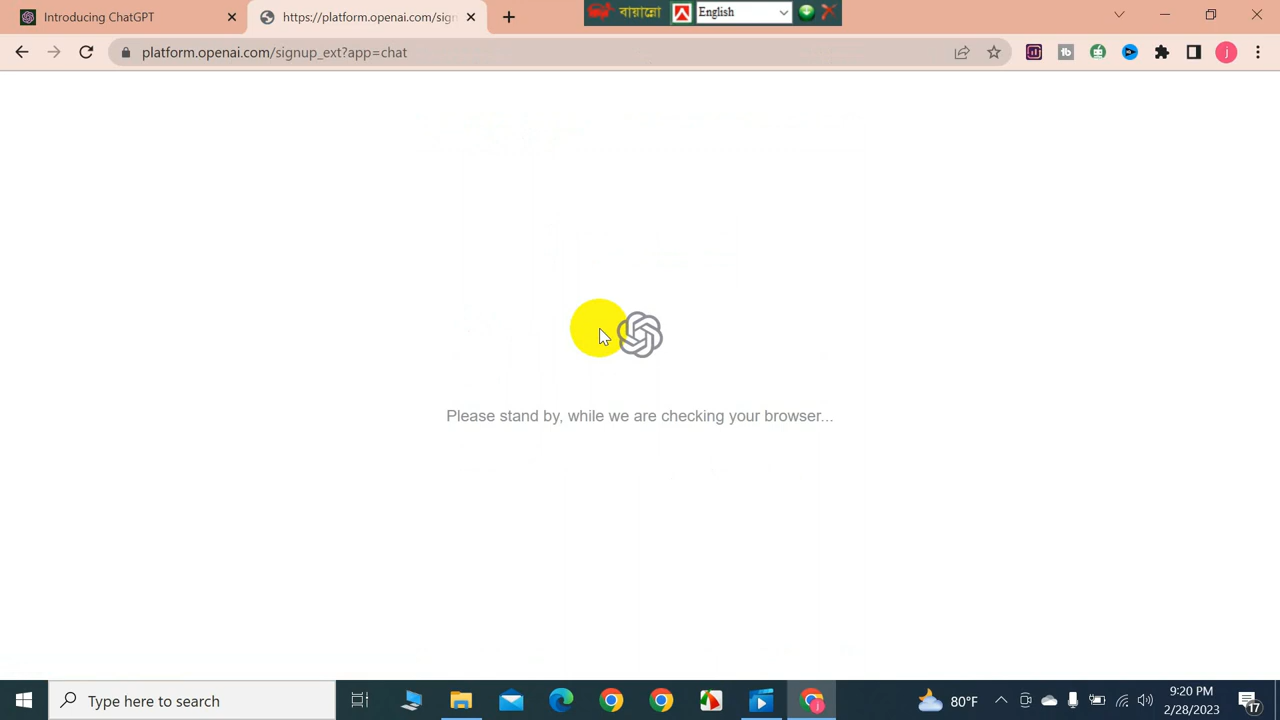 Introducing ChatGPT
https://platform.openai.com/sign
বায়ান্নো
English
platform.openai.com/signup_ext?app=chat
j
Please stand by, while we are checking your browser...
Type here to search
j
80°F
9:20 PM
2/28/2023
17